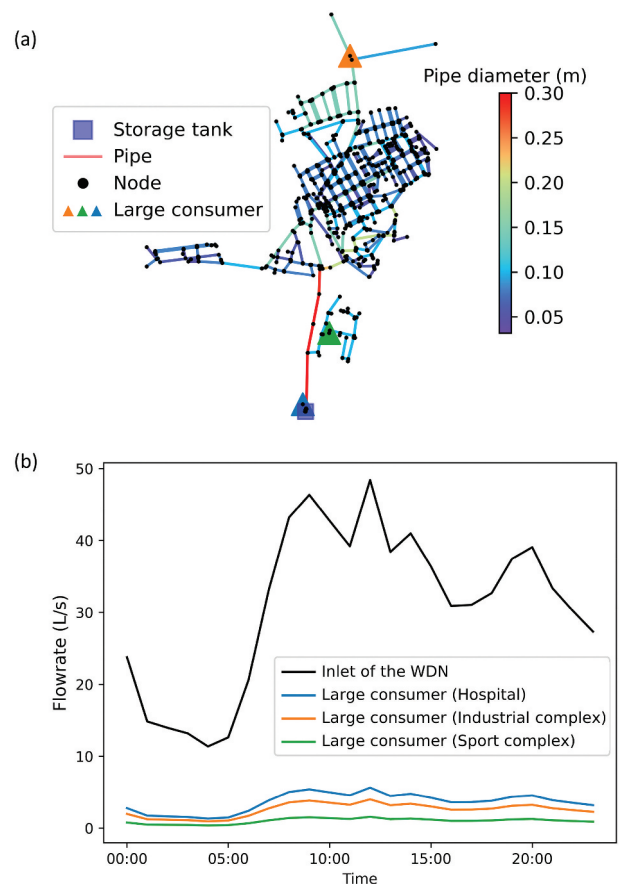 (a)
Pipe diameter (m)
Storage tank
Pipe
Node
Large consumer
0.30
0.25
0.20
0.15
0.10
0.05
(b)
50
40
30
20
10
0
Flowrate (L/s)
Inlet of the WDN
Large consumer (Hospital)
Large consumer (Industrial complex)
Large consumer (Sport complex)
00:00 05:00 10:00 15:00 20:00
Time